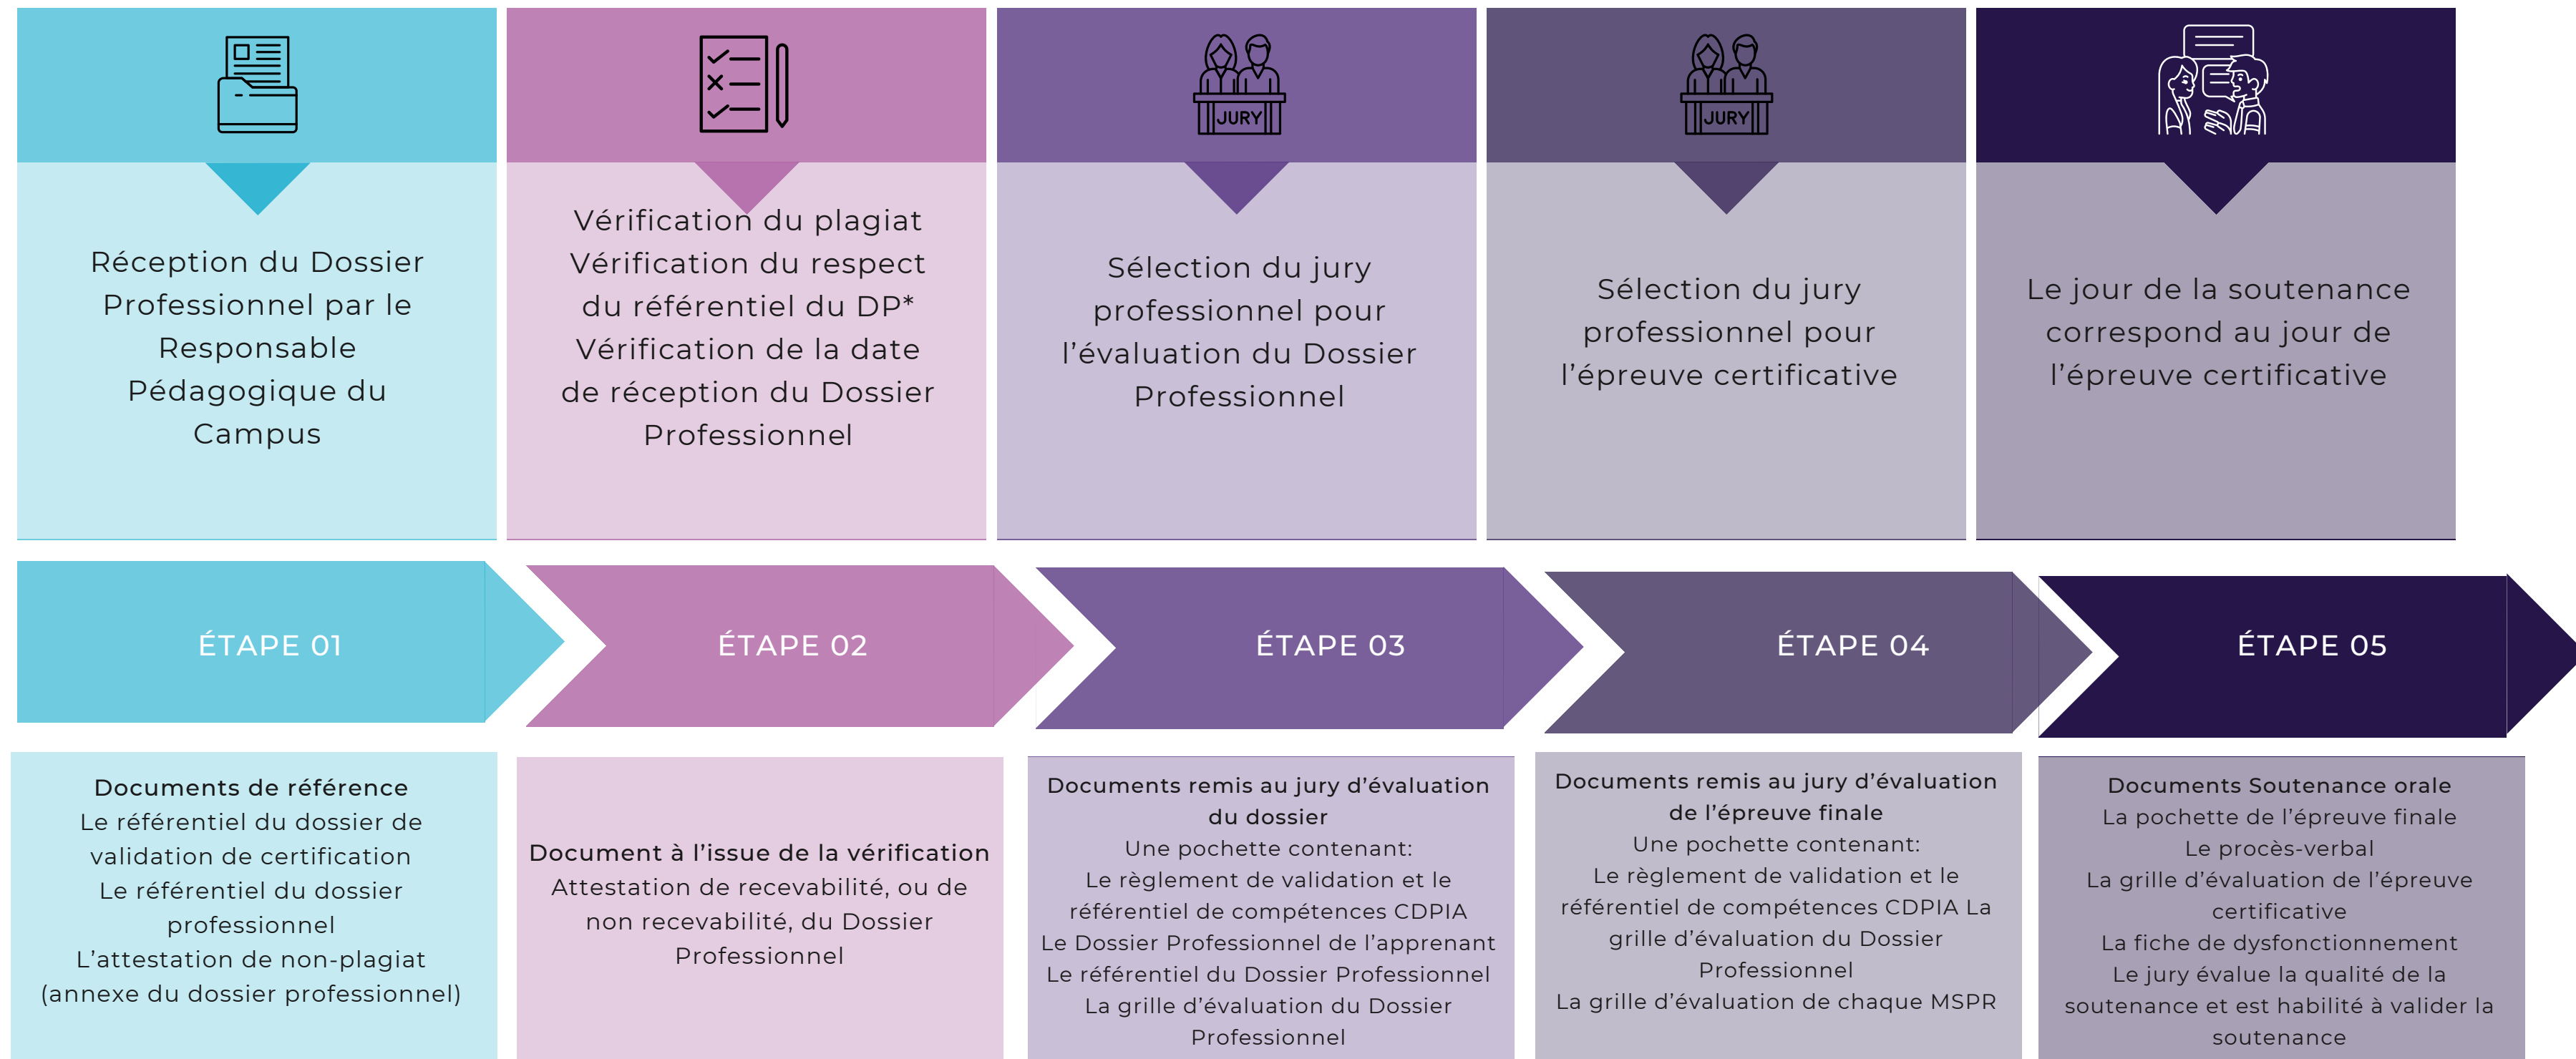 Réception du Dossier
Professionnel par le
Responsable
Pédagogique du
Campus
Vérification du plagiat
Vérification du respect
du référentiel du DP*
Vérification de la date
de réception du Dossier
Professionnel
JURY
Sélection du jury
professionnel pour
l'évaluation du Dossier
Professionnel
JURY
Sélection du jury
professionnel pour
l'épreuve certificative
Le jour de la soutenance
correspond au jour de
l'épreuve certificative
ÉTAPE 01
ÉTAPE 02
ÉTAPE 03
ÉTAPE 04
ÉTAPE 05
Documents de référence
Le référentiel du dossier de
validation de certification
Le référentiel du dossier
professionnel
L'attestation de non-plagiat
(annexe du dossier professionnel)
Document à l'issue de la vérification
Attestation de recevabilité, ou de
non recevabilité, du Dossier
Professionnel
Documents remis au jury d'évaluation
du dossier
Une pochette contenant:
Le règlement de validation et le
référentiel de compétences CDPIA
Le Dossier Professionnel de l'apprenant
Le référentiel du Dossier Professionnel
La grille d'évaluation du Dossier
Professionnel
Documents remis au jury d'évaluation
de l'épreuve finale
Une pochette contenant:
Le règlement de validation et le
référentiel de compétences CDPIA La
grille d'évaluation du Dossier
Professionnel
La grille d'évaluation de chaque MSPR
Documents Soutenance orale
La pochette de l'épreuve finale
Le procès-verbal
La grille d'évaluation de l'épreuve
certificative
La fiche de dysfonctionnement
Le jury évalue la qualité de la
soutenance et est habilité à valider la
soutenance